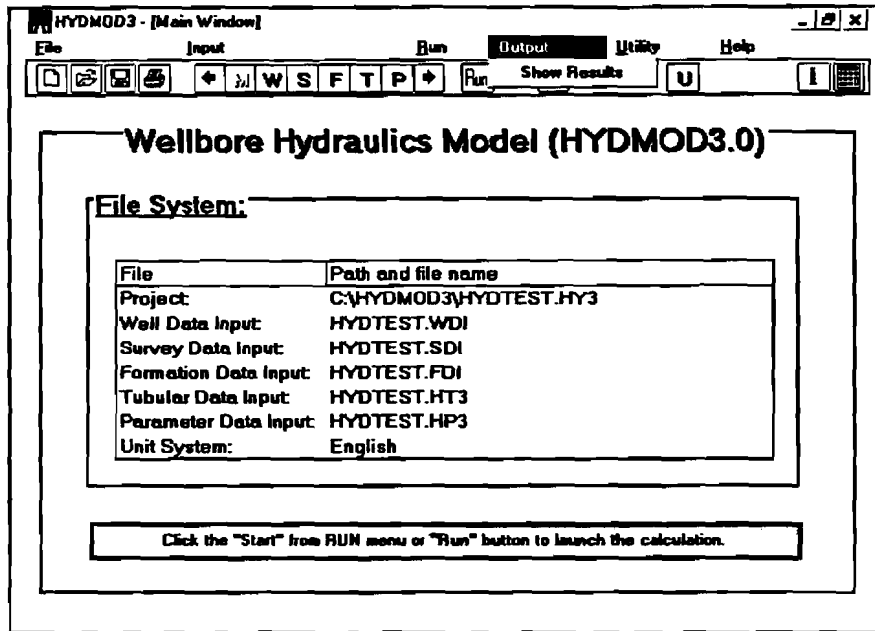 HYDMOD3 - [Main Window]
File Input Run Output Utility Help
W S F T P Run U
Show Results
Wellbore Hydraulics Model (HYDMOD3.0)
File System:
File Path and file name
Project: C:\HYDMOD3\HYDTEST.HY3
Well Data Input: HYDTEST.WDI
Survey Data Input: HYDTEST.SDI
Formation Data Input: HYDTEST.FDI
Tubular Data Input: HYDTEST.HT3
Parameter Data Input: HYDTEST.HP3
Unit System: English
Click the "Start" from RUN menu or "Run" button to launch the calculation.